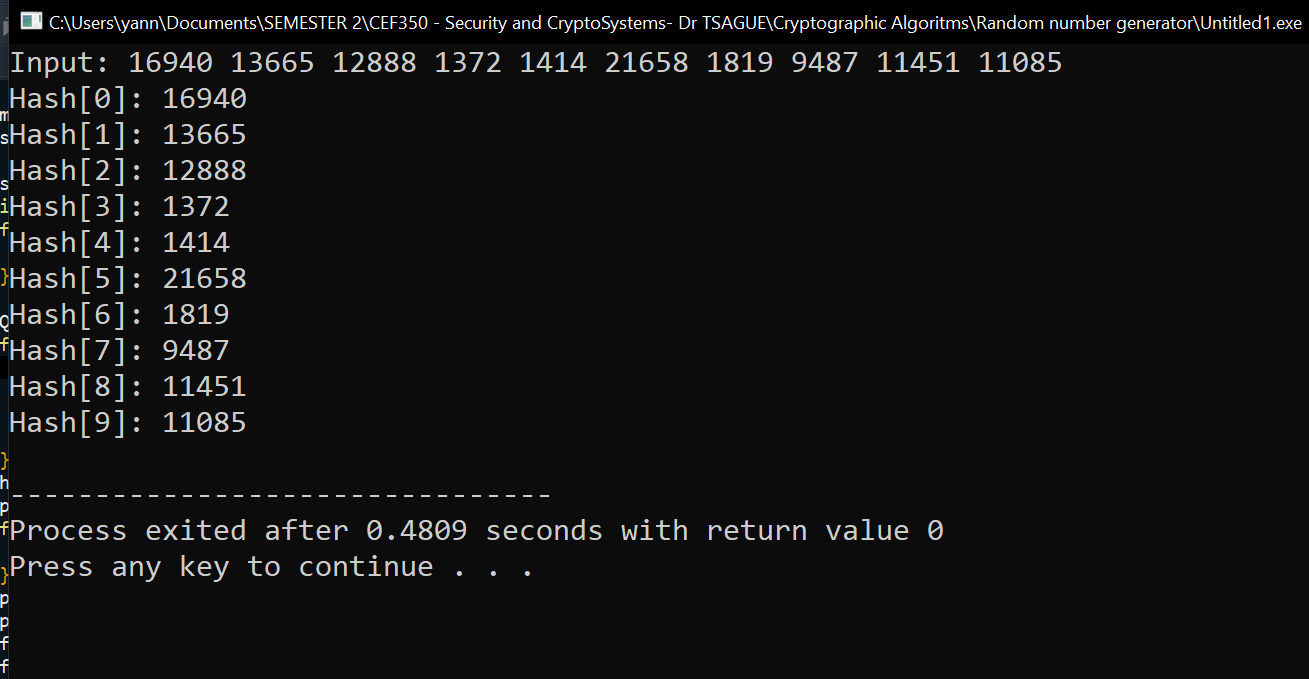 C:\Users\yann\Documents\SEMESTER 2\CEF350 - Security and CryptoSystems- Dr TSAGUE\Cryptographic Algoritms\Random number generator\Untitled1.exe
Input: 16940 13665 12888 1372 1414 21658 1819 9487 11451 11085
Hash[0]: 16940
Hash[1]: 13665
Hash[2]: 12888
Hash[3]: 1372
Hash[4]: 1414
Hash[5]: 21658
Hash[6]: 1819
Hash[7]: 9487
Hash[8]: 11451
Hash[9]: 11085
--------------------------------
Process exited after 0.4809 seconds with return value 0
Press any key to continue . . .